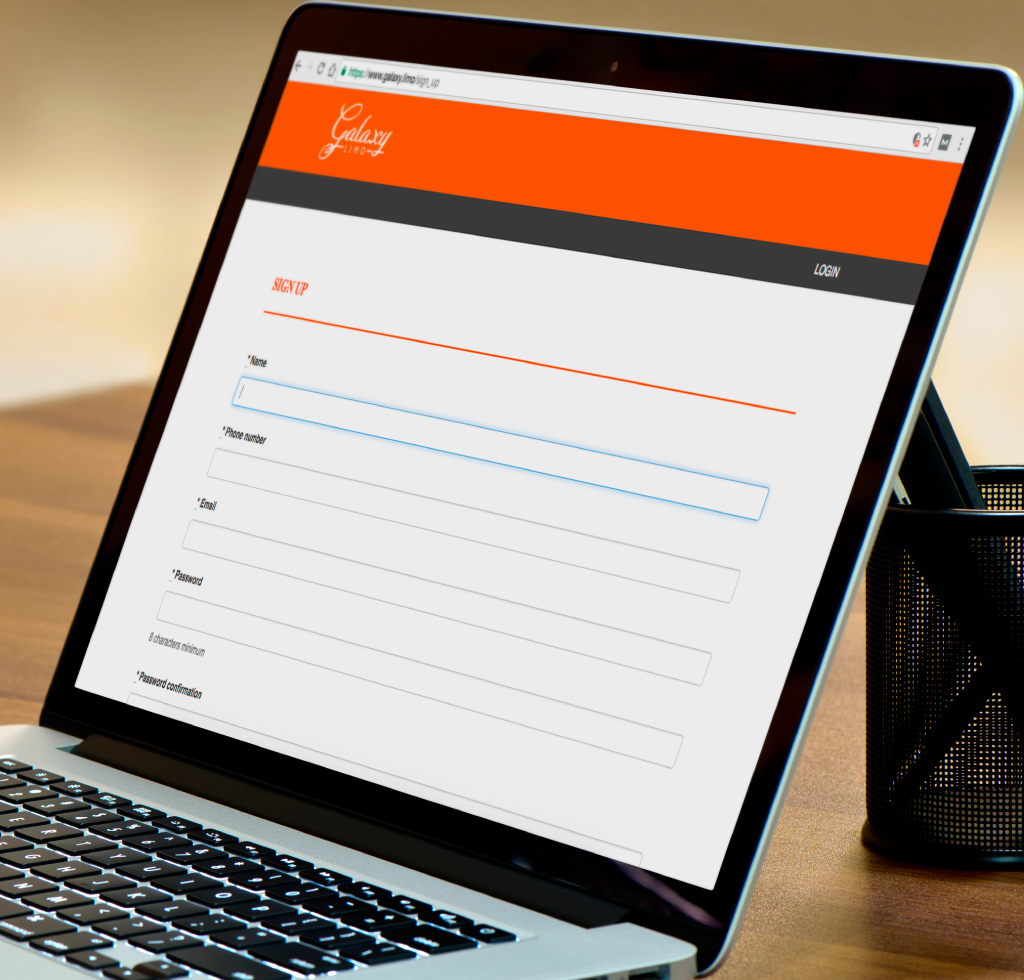 https://www.galaxy.limo/sign_up
Galaxy
LIMO
LOGIN
SIGN UP
* Name
* Phone number
* Email
* Password
8 characters minimum
* Password confirmation